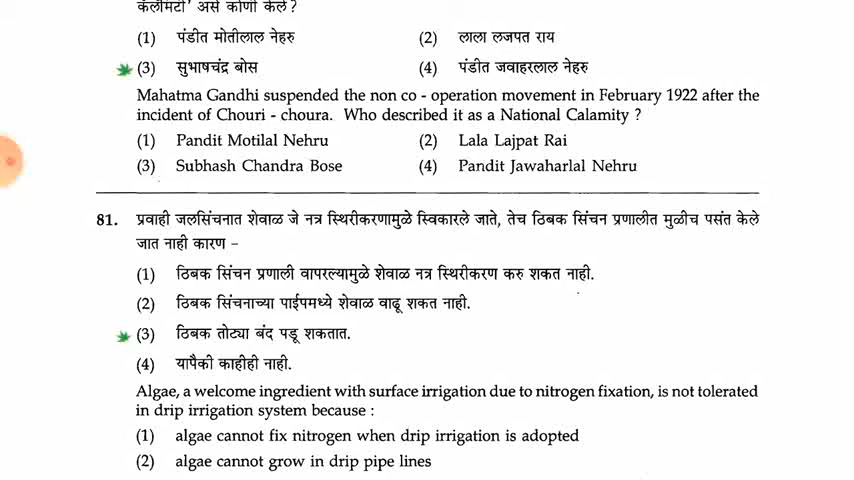 कॅलॅमिटी’ असे कोणी केले ?
(1) पंडीत मोतीलाल नेहरु (2) लाला लजपत राय
(3) सुभाषचंद्र बोस (4) पंडीत जवाहरलाल नेहरु
Mahatma Gandhi suspended the non co - operation movement in February 1922 after the
incident of Chouri - choura. Who described it as a National Calamity ?
(1) Pandit Motilal Nehru (2) Lala Lajpat Rai
(3) Subhash Chandra Bose (4) Pandit Jawaharlal Nehru
81. प्रवाही जलसिंचनात शेवाळ जे नत्र स्थिरीकरणामुळे स्विकारले जाते, तेच ठिबक सिंचन प्रणालीत मुळीच पसंत केले
जात नाही कारण –
(1) ठिबक सिंचन प्रणाली वापरल्यामुळे शेवाळ नत्र स्थिरीकरण करु शकत नाही.
(2) ठिबक सिंचनाच्या पाईपमध्ये शेवाळ वाढू शकत नाही.
(3) ठिबक तोट्या बंद पडू शकतात.
(4) यापैकी काहीही नाही.
Algae, a welcome ingredient with surface irrigation due to nitrogen fixation, is not tolerated
in drip irrigation system because :
(1) algae cannot fix nitrogen when drip irrigation is adopted
(2) algae cannot grow in drip pipe lines